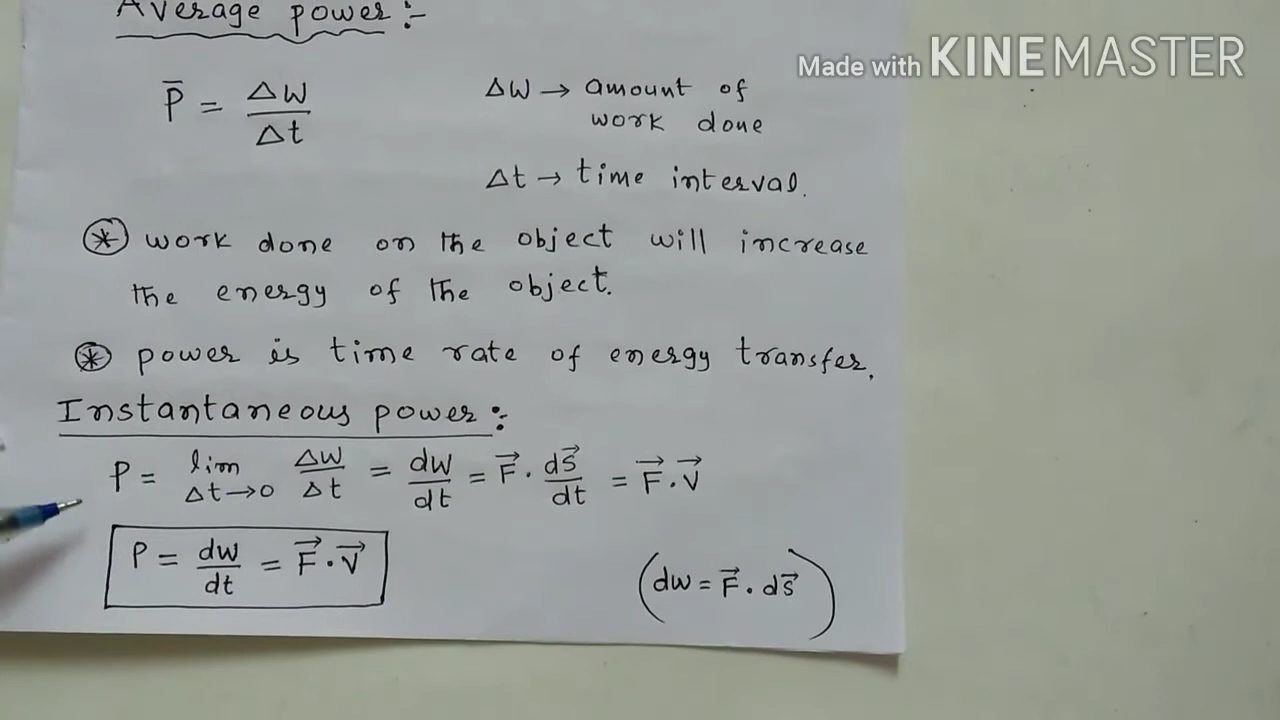 Average power :-
Made with KINEMASTER
P̅ = ΔW/Δt
ΔW → amount of
work done
Δt → time interval.
* work done on the object will increase
the energy of the object.
* power is time rate of energy transfer.
Instantaneous power :-
P = lim Δt→0 ΔW/Δt = dW/dt = F⃗ . ds⃗/dt = F⃗ . V⃗
P = dW/dt = F⃗ . V⃗
(dW = F⃗ . ds⃗)